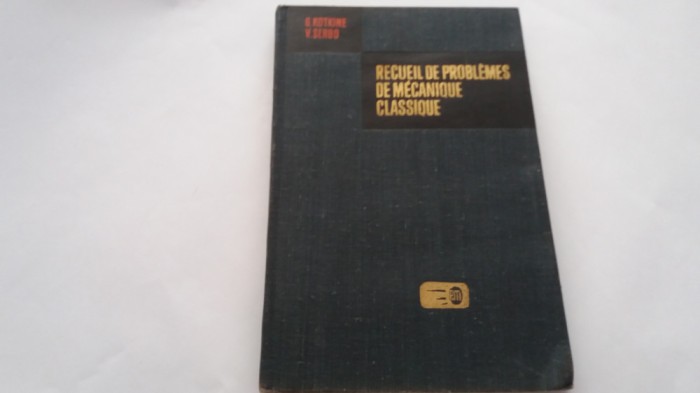 G. KOTKINE
V. SERBO
RECUEIL DE PROBLÈMES
DE MÉCANIQUE
CLASSIQUE